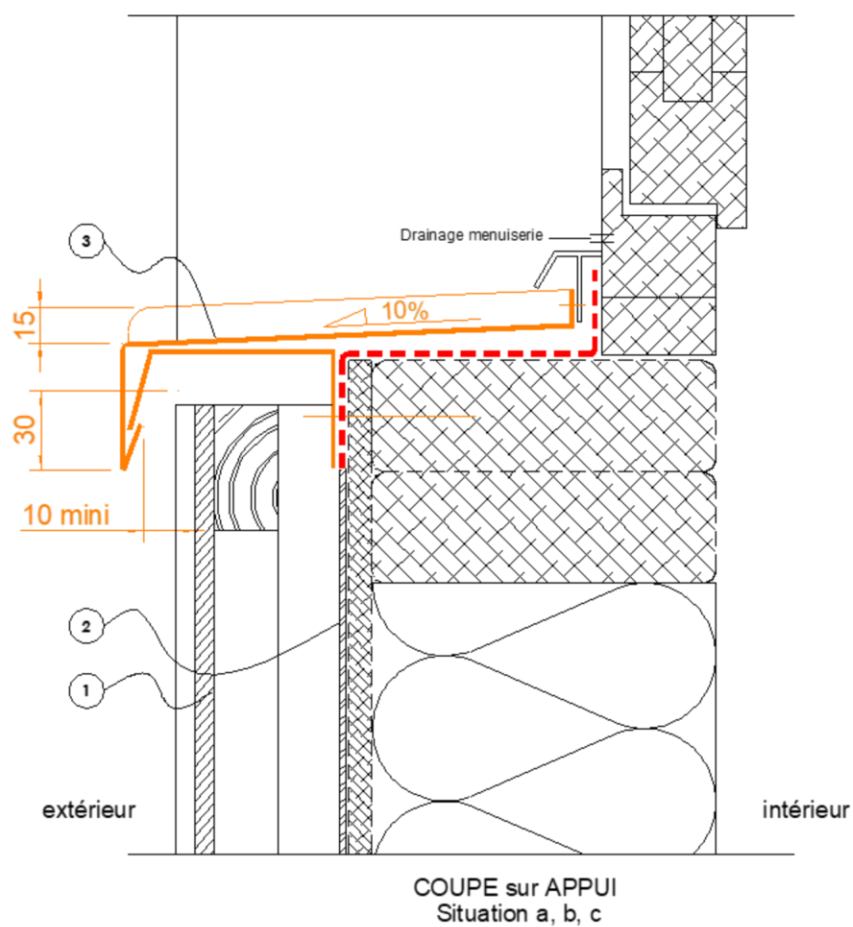 Drainage menuiserie
3
10%
15
30
10 mini
2
1
extérieur
intérieur
COUPE sur APPUI
Situation a, b, c